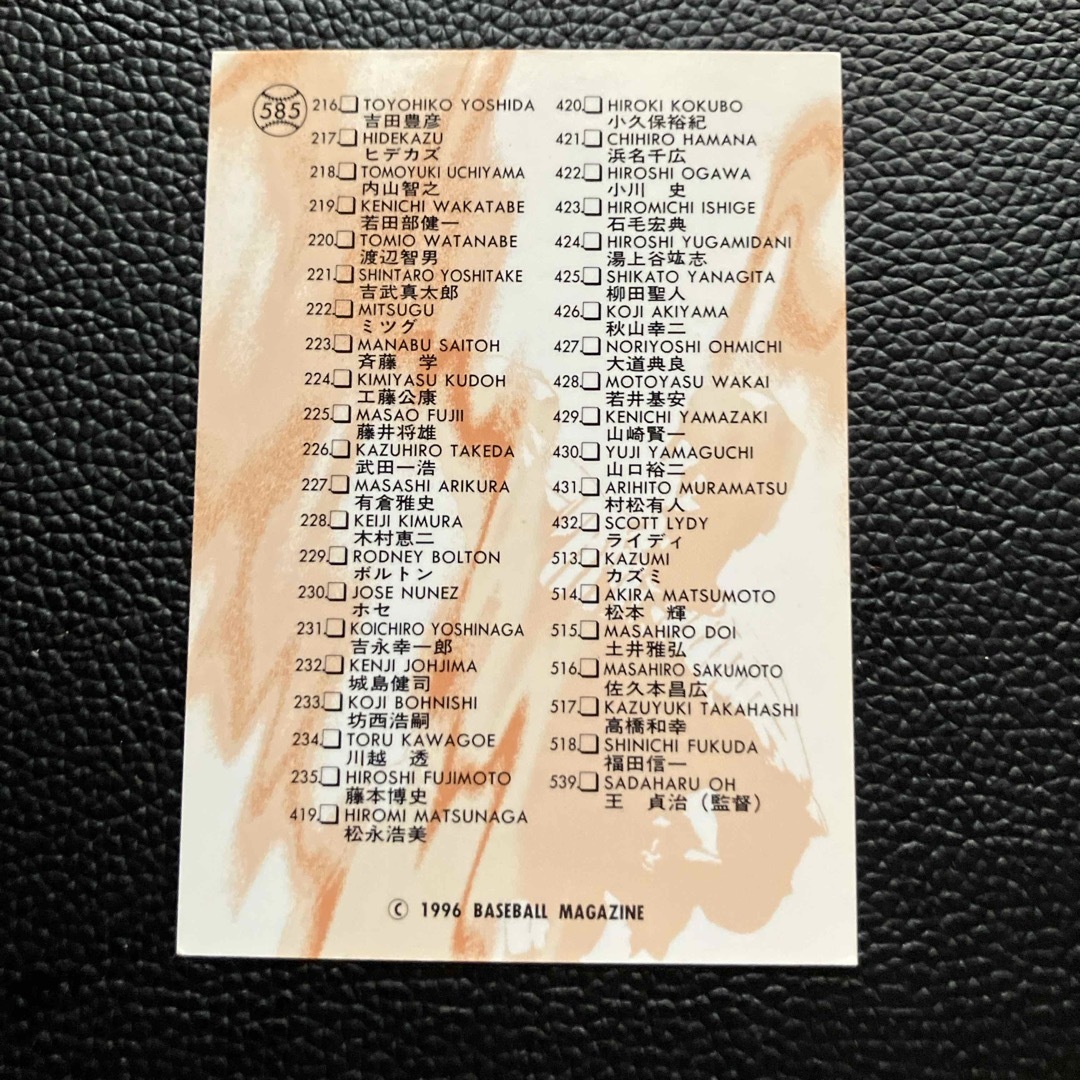 585
216. TOYOHIKO YOSHIDA
吉田豊彦
217. HIDEKAZU
ヒデカズ
218. TOMOYUKI UCHIYAMA
内山智之
219. KENICHI WAKATABE
若田部健一
220. TOMIO WATANABE
渡辺智男
221. SHINTARO YOSHITAKE
吉武真太郎
222. MITSUGU
ミツグ
223. MANABU SAITOH
斉藤　学
224. KIMIYASU KUDOH
工藤公康
225. MASAO FUJII
藤井将雄
226. KAZUHIRO TAKEDA
武田一浩
227. MASASHI ARIKURA
有倉雅史
228. KEIJI KIMURA
木村恵二
229. RODNEY BOLTON
ボルトン
230. JOSE NUNEZ
ホセ
231. KOICHIRO YOSHINAGA
吉永幸一郎
232. KENJI JOHJIMA
城島健司
233. KOJI BOHNISHI
坊西浩嗣
234. TORU KAWAGOE
川越　透
235. HIROSHI FUJIMOTO
藤本博史
419. HIROMI MATSUNAGA
松永浩美
420. HIROKI KOKUBO
小久保裕紀
421. CHIHIRO HAMANA
浜名千広
422. HIROSHI OGAWA
小川　史
423. HIROMICHI ISHIGE
石毛宏典
424. HIROSHI YUGAMIDANI
湯上谷竑志
425. SHIKATO YANAGITA
柳田聖人
426. KOJI AKIYAMA
秋山幸二
427. NORIYOSHI OHMICHI
大道典良
428. MOTOYASU WAKAI
若井基安
429. KENICHI YAMAZAKI
山崎賢一
430. YUJI YAMAGUCHI
山口裕二
431. ARIHITO MURAMATSU
村松有人
432. SCOTT LYDY
ライディ
513. KAZUMI
カズミ
514. AKIRA MATSUMOTO
松本　輝
515. MASAHIRO DOI
土井雅弘
516. MASAHIRO SAKUMOTO
佐久本昌広
517. KAZUYUKI TAKAHASHI
高橋和幸
518. SHINICHI FUKUDA
福田信一
539. SADAHARU OH
王　貞治（監督）
© 1996 BASEBALL MAGAZINE